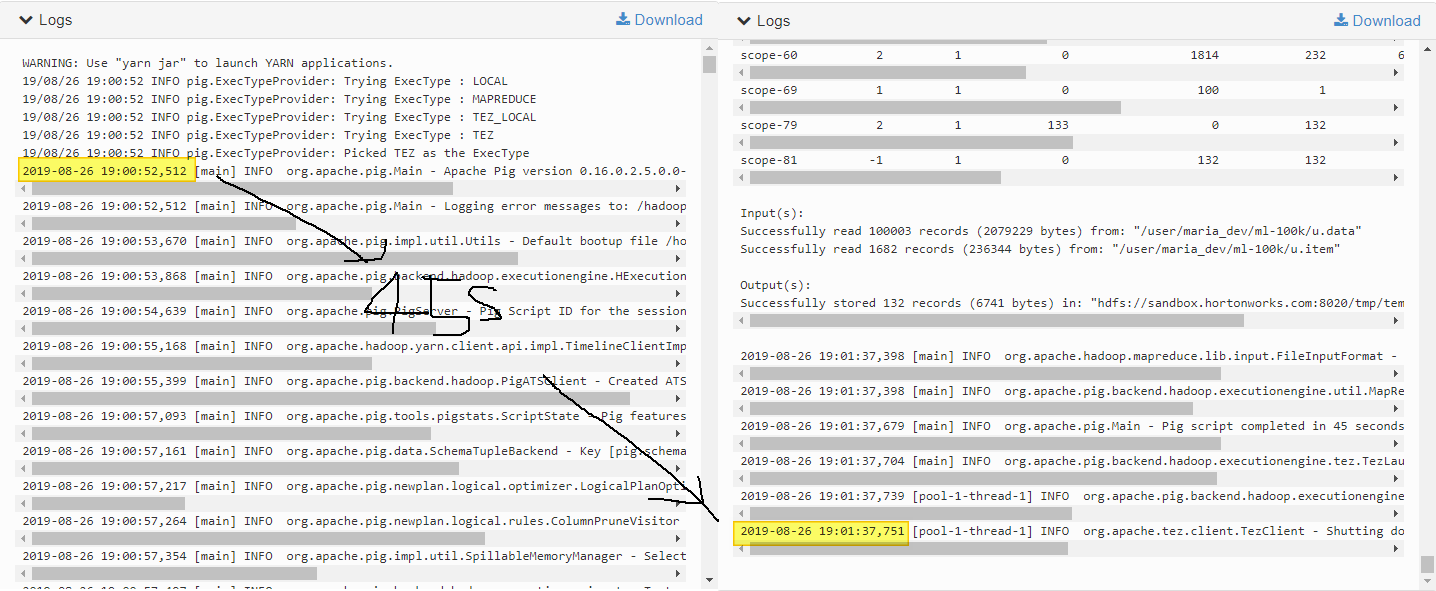 Logs
Download
WARNING: Use "yarn jar" to launch YARN applications.
19/08/26 19:00:52 INFO pig.ExecTypeProvider: Trying ExecType : LOCAL
19/08/26 19:00:52 INFO pig.ExecTypeProvider: Trying ExecType : MAPREDUCE
19/08/26 19:00:52 INFO pig.ExecTypeProvider: Trying ExecType : TEZ_LOCAL
19/08/26 19:00:52 INFO pig.ExecTypeProvider: Trying ExecType : TEZ
19/08/26 19:00:52 INFO pig.ExecTypeProvider: Picked TEZ as the ExecType
2019-08-26 19:00:52,512 [main] INFO  org.apache.pig.Main - Apache Pig version 0.16.0.2.5.0.0-
2019-08-26 19:00:52,512 [main] INFO  org.apache.pig.Main - Logging error messages to: /hadoop
2019-08-26 19:00:53,670 [main] INFO  org.apache.pig.impl.util.Utils - Default bootup file /ho
2019-08-26 19:00:53,868 [main] INFO  org.apache.pig.backend.hadoop.executionengine.HExecution
2019-08-26 19:00:54,639 [main] INFO  org.apache.pig.PigServer - Pig Script ID for the session
2019-08-26 19:00:55,168 [main] INFO  org.apache.hadoop.yarn.client.api.impl.TimelineClientImp
2019-08-26 19:00:55,399 [main] INFO  org.apache.pig.backend.hadoop.PigATSClient - Created ATS
2019-08-26 19:00:57,093 [main] INFO  org.apache.pig.tools.pigstats.ScriptState - Pig features
2019-08-26 19:00:57,161 [main] INFO  org.apache.pig.data.SchemaTupleBackend - Key [pig.schema
2019-08-26 19:00:57,217 [main] INFO  org.apache.pig.newplan.logical.optimizer.LogicalPlanOpti
2019-08-26 19:00:57,264 [main] INFO  org.apache.pig.newplan.logical.rules.ColumnPruneVisitor
2019-08-26 19:00:57,354 [main] INFO  org.apache.pig.impl.util.SpillableMemoryManager - Select
45s
Logs
Download
scope-60 2 1 0 1814 232 6
scope-69 1 1 0 100 1
scope-79 2 1 133 0 132
scope-81 -1 1 0 132 132
Input(s):
Successfully read 100003 records (2079229 bytes) from: "/user/maria_dev/ml-100k/u.data"
Successfully read 1682 records (236344 bytes) from: "/user/maria_dev/ml-100k/u.item"
Output(s):
Successfully stored 132 records (6741 bytes) in: "hdfs://sandbox.hortonworks.com:8020/tmp/tem
2019-08-26 19:01:37,398 [main] INFO  org.apache.hadoop.mapreduce.lib.input.FileInputFormat -
2019-08-26 19:01:37,398 [main] INFO  org.apache.pig.backend.hadoop.executionengine.util.MapRe
2019-08-26 19:01:37,679 [main] INFO  org.apache.pig.Main - Pig script completed in 45 seconds
2019-08-26 19:01:37,704 [main] INFO  org.apache.pig.backend.hadoop.executionengine.tez.TezLau
2019-08-26 19:01:37,739 [pool-1-thread-1] INFO  org.apache.pig.backend.hadoop.executionengine
2019-08-26 19:01:37,751 [pool-1-thread-1] INFO  org.apache.tez.client.TezClient - Shutting do